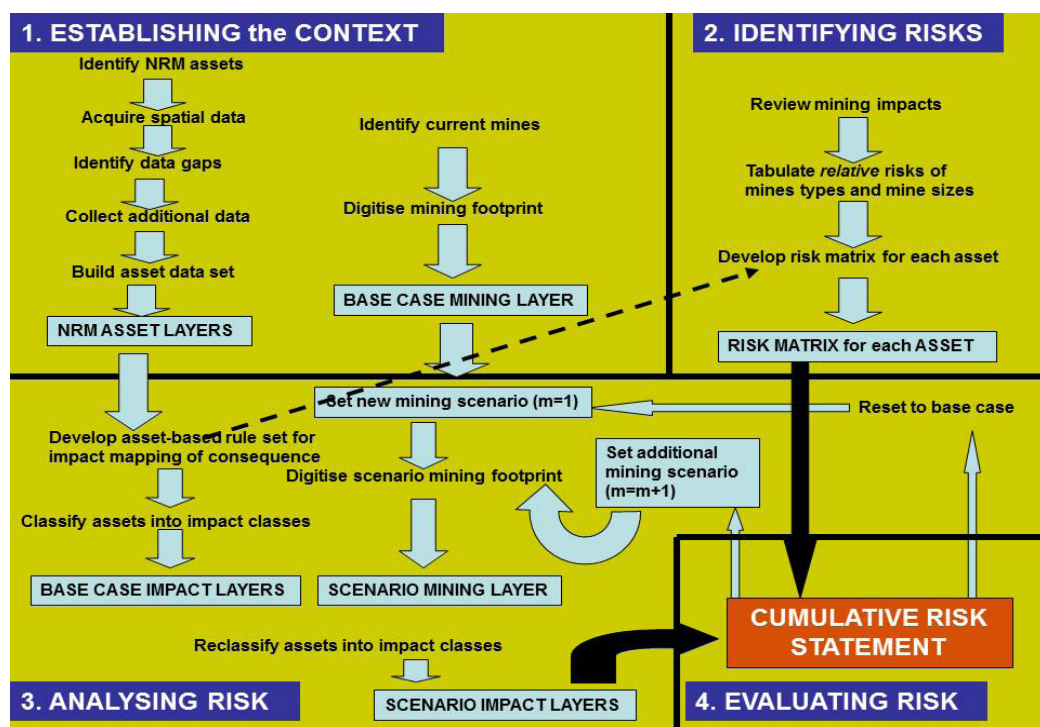 1. ESTABLISHING the CONTEXT
Identify NRM assets
Acquire spatial data
Identify data gaps
Collect additional data
Build asset data set
NRM ASSET LAYERS
Identify current mines
Digitise mining footprint
BASE CASE MINING LAYER
2. IDENTIFYING RISKS
Review mining impacts
Tabulate relative risks of
mines types and mine sizes
Develop risk matrix for each asset
RISK MATRIX for each ASSET
Develop asset-based rule set for
impact mapping of consequence
Classify assets into impact classes
BASE CASE IMPACT LAYERS
Set new mining scenario (m=1)
Digitise scenario mining footprint
SCENARIO MINING LAYER
Set additional
mining scenario
(m=m+1)
Reset to base case
Reclassify assets into impact classes
SCENARIO IMPACT LAYERS
3. ANALYSING RISK
CUMULATIVE RISK
STATEMENT
4. EVALUATING RISK